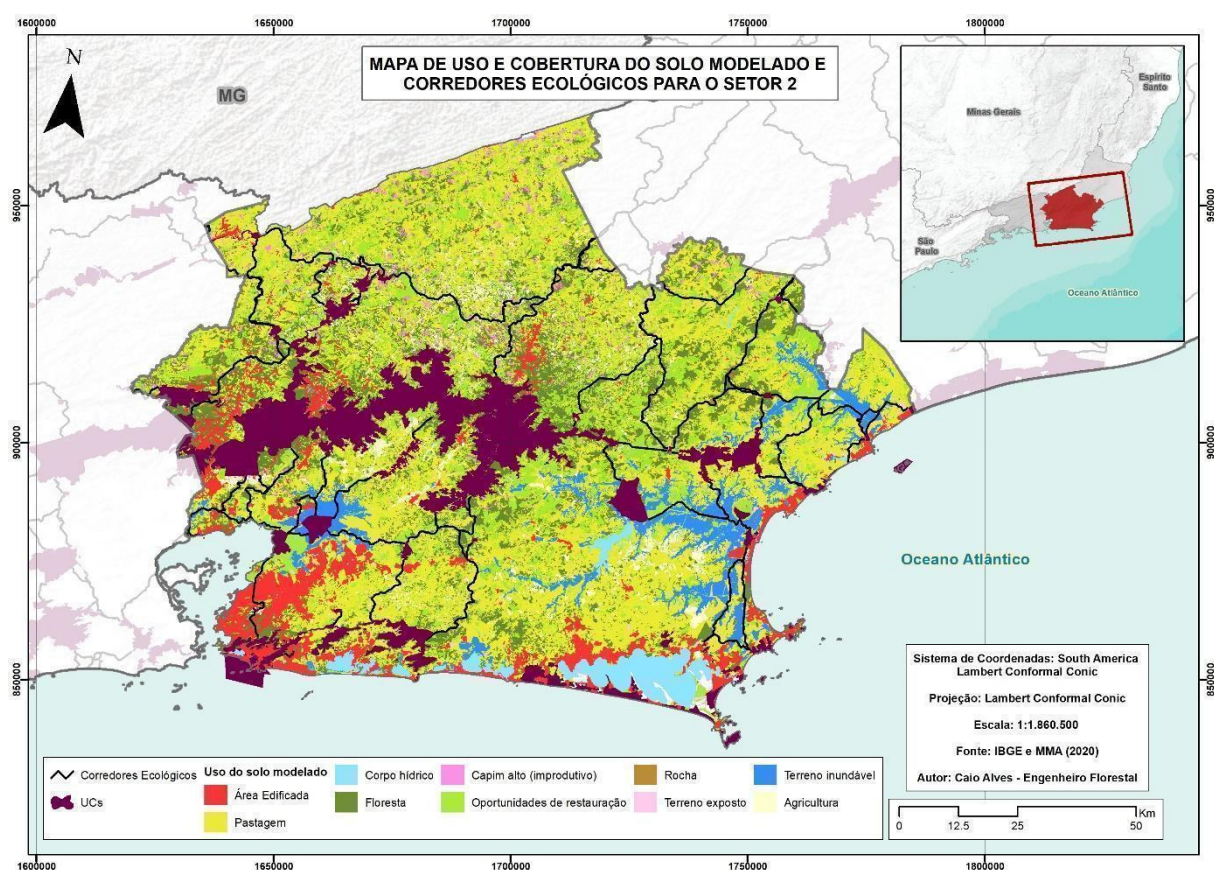 1600000 1650000 1700000 1750000 1800000
N
MAPA DE USO E COBERTURA DO SOLO MODELADO E
CORREDORES ECOLÓGICOS PARA O SETOR 2
MG
Espírito
Santo
Minas Gerais
São
Paulo
Oceano Atlântico
950000 950000
900000 900000
850000 850000
Oceano Atlântico
Sistema de Coordenadas: South America
Lambert Conformal Conic
Projeção: Lambert Conformal Conic
Escala: 1:1.860.500
Fonte: IBGE e MMA (2020)
Autor: Caio Alves - Engenheiro Florestal
Corredores Ecológicos
UCs
Uso do solo modelado
Área Edificada
Pastagem
Corpo hídrico
Floresta
Capim alto (improdutivo)
Oportunidades de restauração
Rocha
Terreno exposto
Terreno inundável
Agricultura
Km
0 12.5 25 50
1600000 1650000 1700000 1750000 1800000